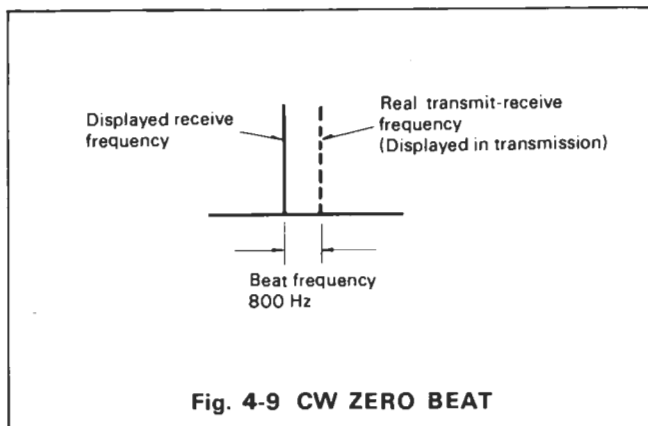 Displayed receive
frequency
Real transmit-receive
frequency
(Displayed in transmission)
Beat frequency
800 Hz
Fig. 4-9 CW ZERO BEAT